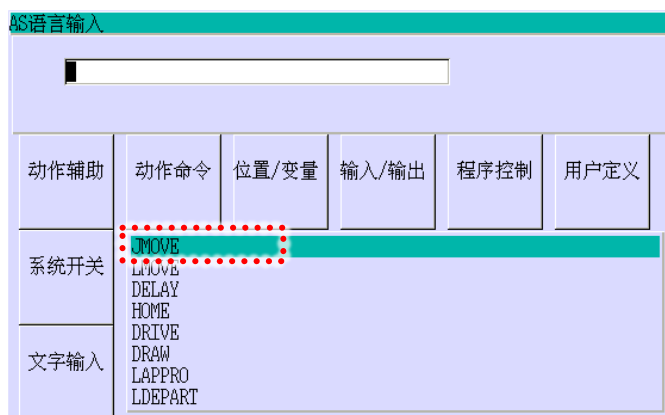 AS语言输入
动作辅助 动作命令 位置/变量 输入/输出 程序控制 用户定义
系统开关
JMOVE
LMOVE
DELAY
HOME
DRIVE
文字输入
DRAW
LAPPRO
LDEPART